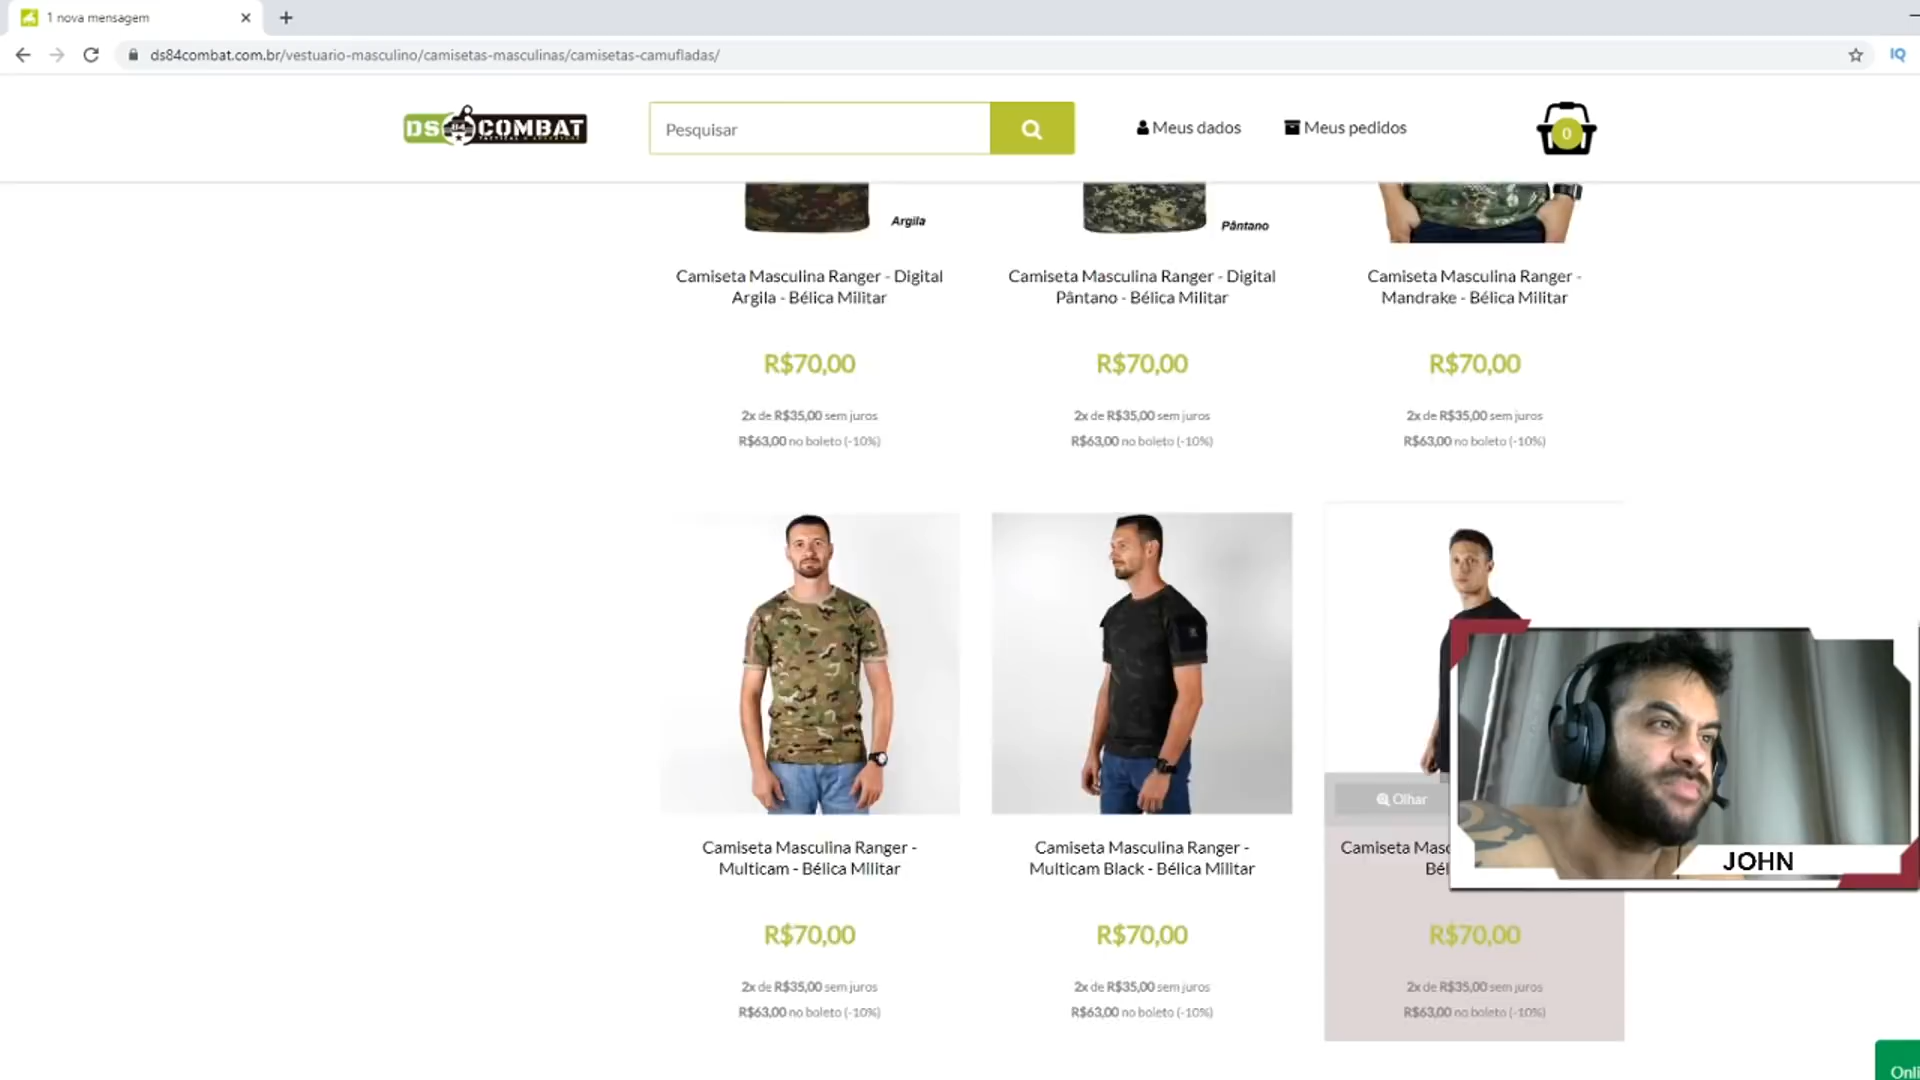 1 nova mensagem
ds84combat.com.br/vestuario-masculino/camisetas-masculinas/camisetas-camufladas/
IQ
DS 84 COMBAT
Pesquisar
Meus dados
Meus pedidos
0
Argila
Pântano
Camiseta Masculina Ranger - Digital
Argila - Bélica Militar
Camiseta Masculina Ranger - Digital
Pântano - Bélica Militar
Camiseta Masculina Ranger -
Mandrake - Bélica Militar
R$70,00
R$70,00
R$70,00
2x de R$35,00 sem juros
2x de R$35,00 sem juros
2x de R$35,00 sem juros
R$63,00 no boleto (-10%)
R$63,00 no boleto (-10%)
R$63,00 no boleto (-10%)
Olhar
Camiseta Masculina Ranger -
Multicam - Bélica Militar
Camiseta Masculina Ranger -
Multicam Black - Bélica Militar
Camiseta Masc
Bél
JOHN
R$70,00
R$70,00
R$70,00
2x de R$35,00 sem juros
2x de R$35,00 sem juros
2x de R$35,00 sem juros
R$63,00 no boleto (-10%)
R$63,00 no boleto (-10%)
R$63,00 no boleto (-10%)
Onli